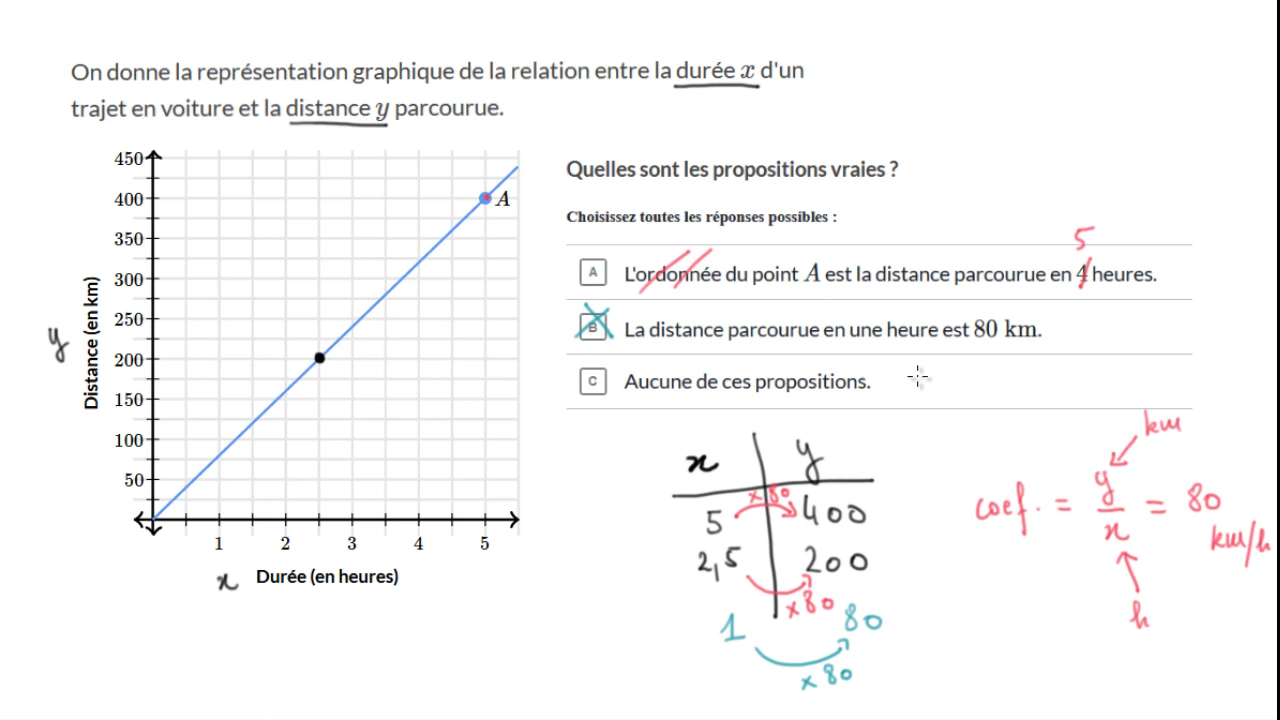 On donne la représentation graphique de la relation entre la durée x d'un
trajet en voiture et la distance y parcourue.
450
400
350
300
250
200
150
100
50
A
y
Distance (en km)
1 2 3 4 5
x Durée (en heures)
Quelles sont les propositions vraies ?
Choisissez toutes les réponses possibles :
5
A L'ordonnée du point A est la distance parcourue en 4 heures.
B La distance parcourue en une heure est 80 km.
C Aucune de ces propositions.
x y
×80
5 400
2,5 200
×80
1 80
×80
km
coef. = y/x = 80
km/h
h